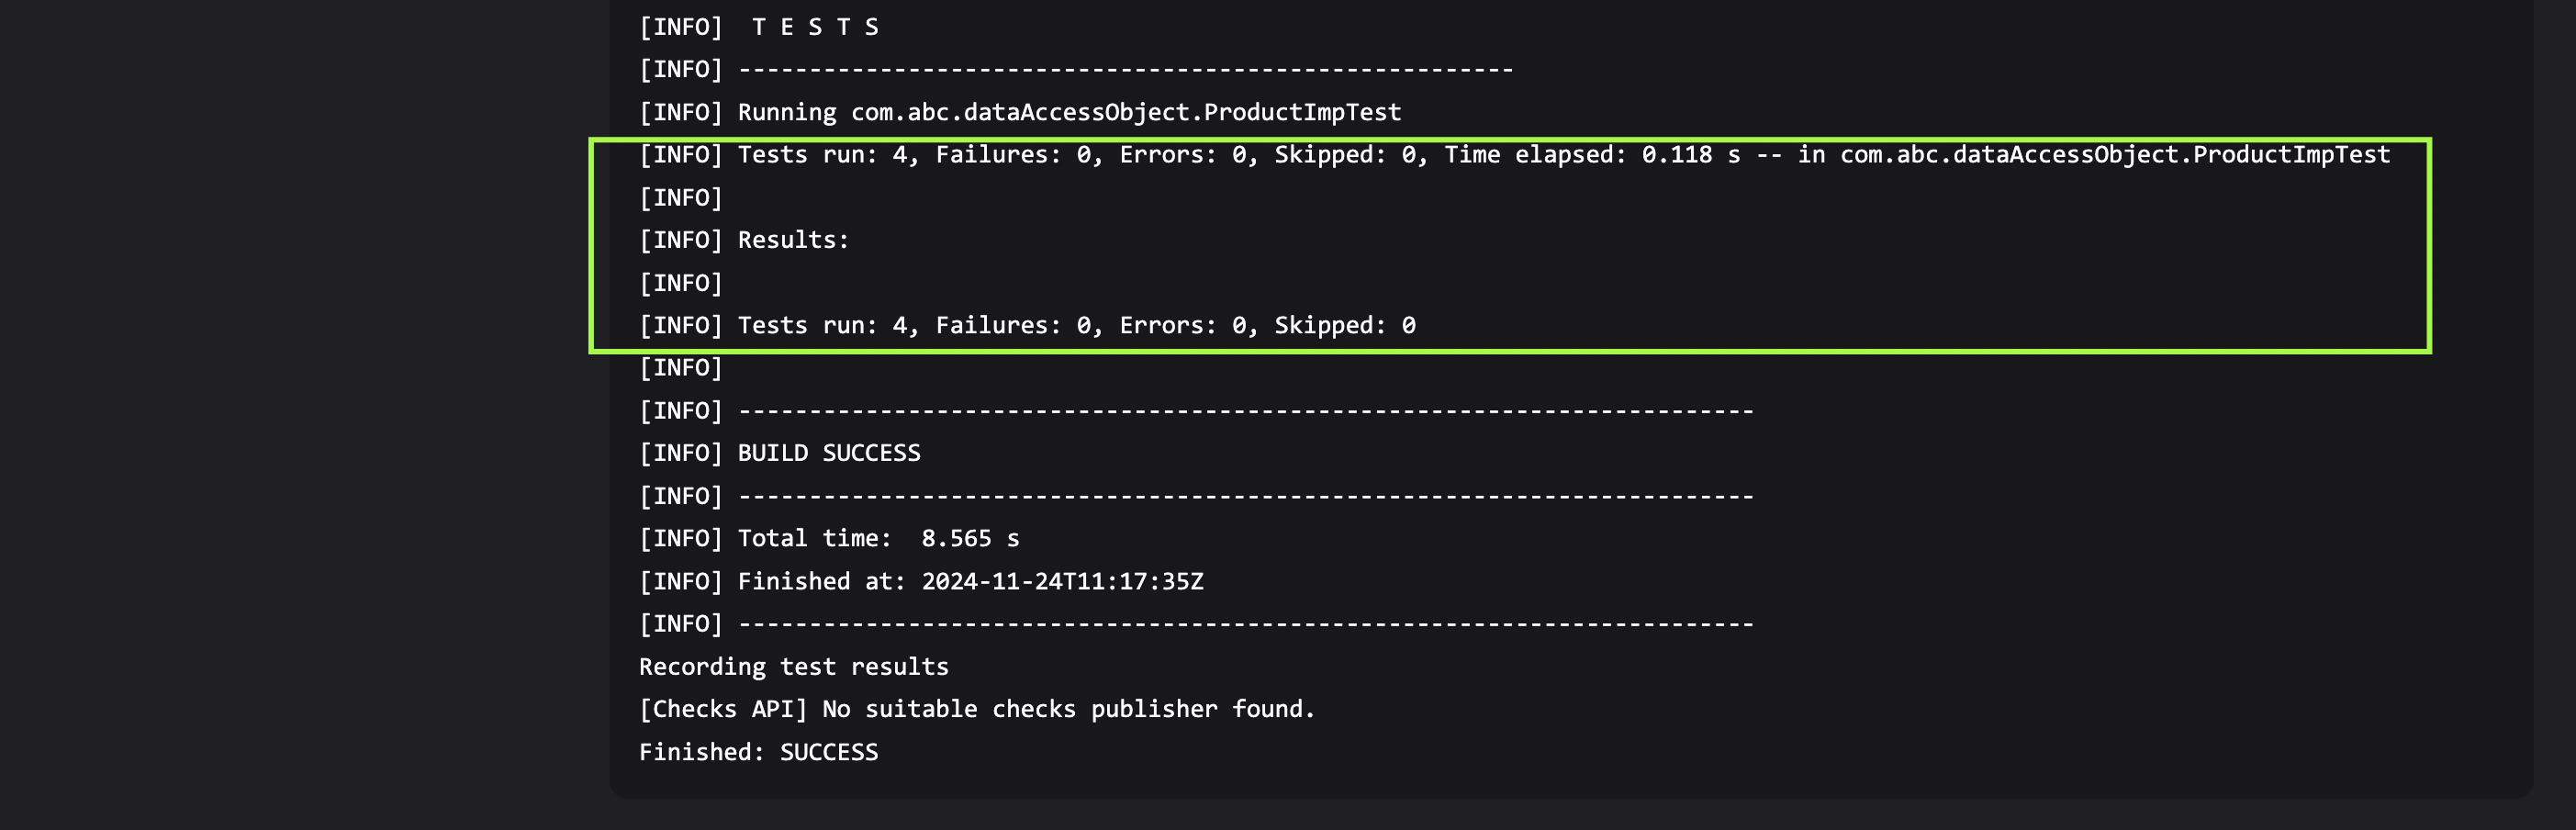 [INFO]  T E S T S
[INFO] -------------------------------------------------------
[INFO] Running com.abc.dataAccessObject.ProductImpTest
[INFO] Tests run: 4, Failures: 0, Errors: 0, Skipped: 0, Time elapsed: 0.118 s -- in com.abc.dataAccessObject.ProductImpTest
[INFO]
[INFO] Results:
[INFO]
[INFO] Tests run: 4, Failures: 0, Errors: 0, Skipped: 0
[INFO]
[INFO] ------------------------------------------------------------------------
[INFO] BUILD SUCCESS
[INFO] ------------------------------------------------------------------------
[INFO] Total time:  8.565 s
[INFO] Finished at: 2024-11-24T11:17:35Z
[INFO] ------------------------------------------------------------------------
Recording test results
[Checks API] No suitable checks publisher found.
Finished: SUCCESS